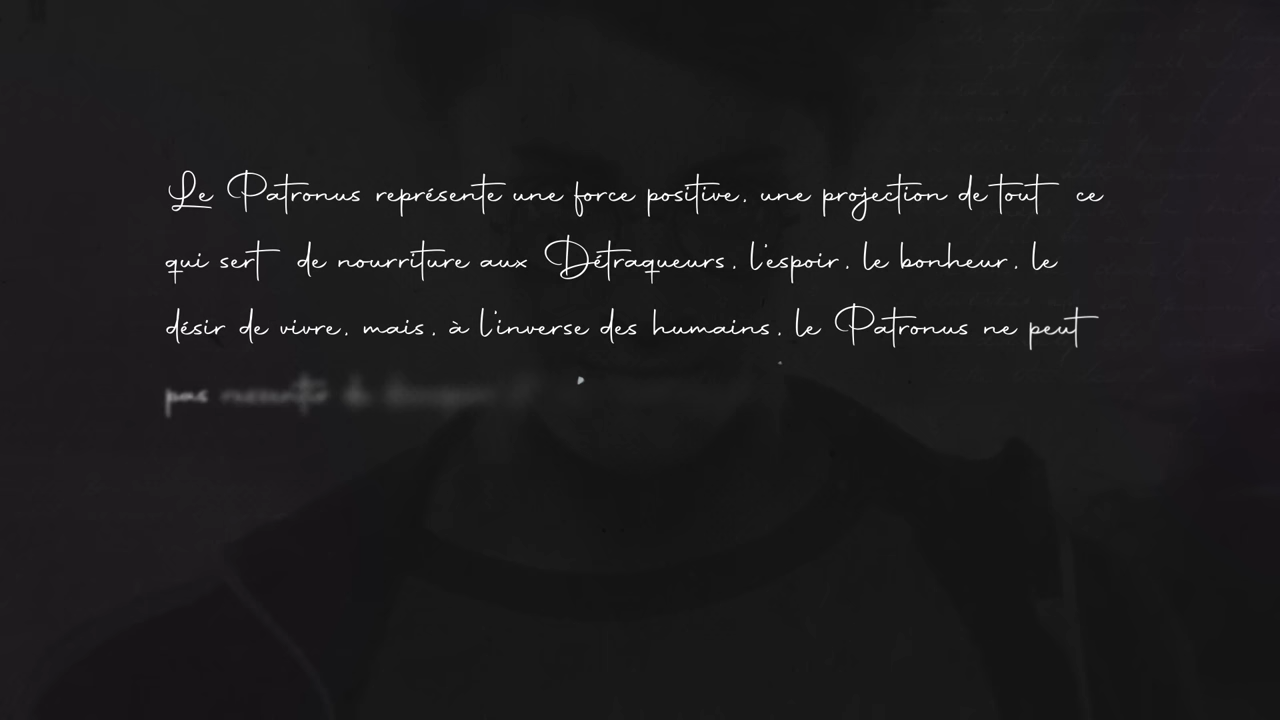 Le Patronus représente une force positive, une projection de tout ce
qui sert de nourriture aux Détraqueurs, l'espoir, le bonheur, le
désir de vivre, mais, à l'inverse des humains, le Patronus ne peut
pas